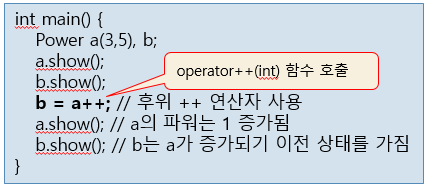 int main() {
Power a(3,5), b;
a.show();
b.show();
operator++(int) 함수 호출
b = a++; // 후위 ++ 연산자 사용
a.show(); // a의 파워는 1 증가됨
b.show(); // b는 a가 증가되기 이전 상태를 가짐
}